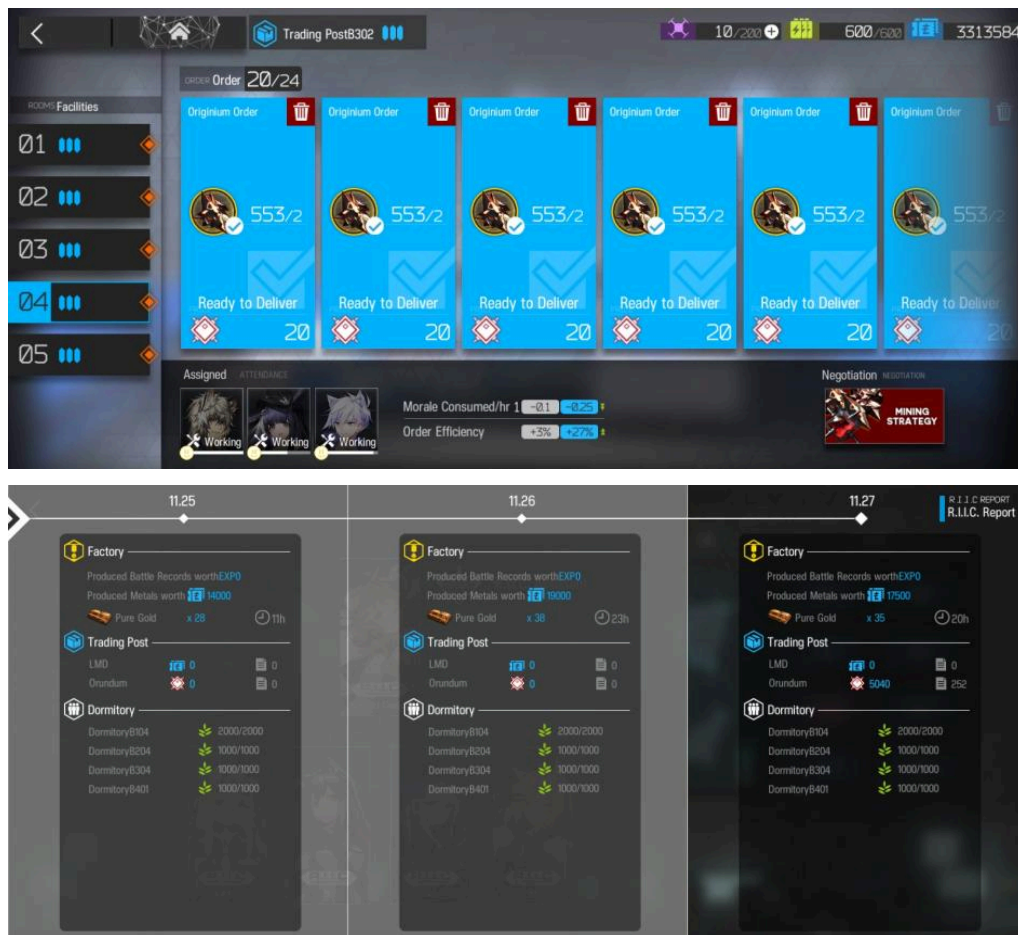 Trading PostB302
10/200
600/600
3313584
ORDER Order 20/24
ROOMS Facilities
01
02
03
04
05
Originium Order Originium Order Originium Order Originium Order Originium Order Originium Order
553/2 553/2 553/2 553/2 553/2 553/2
Ready to Deliver Ready to Deliver Ready to Deliver Ready to Deliver Ready to Deliver Ready to Deliver
20 20 20 20 20 20
Assigned ATTENDANCE
Working Working Working
Morale Consumed/hr 1 -0.1 -0.25
Order Efficiency +3% +27%
Negotiation NEGOTIATION
MINING
STRATEGY
11.25 11.26 11.27
R.I.I.C REPORT
R.I.I.C. Report
Factory
Produced Battle Records worthEXP0
Produced Metals worth 14000
Pure Gold x 28 11h
Trading Post
LMD 0 0
Orundum 0 0
Dormitory
DormitoryB104 2000/2000
DormitoryB204 1000/1000
DormitoryB304 1000/1000
DormitoryB401 1000/1000
Factory
Produced Battle Records worthEXP0
Produced Metals worth 19000
Pure Gold x 38 23h
Trading Post
LMD 0 0
Orundum 0 0
Dormitory
DormitoryB104 2000/2000
DormitoryB204 1000/1000
DormitoryB304 1000/1000
DormitoryB401 1000/1000
Factory
Produced Battle Records worthEXP0
Produced Metals worth 17500
Pure Gold x 35 20h
Trading Post
LMD 0 0
Orundum 5040 252
Dormitory
DormitoryB104 2000/2000
DormitoryB204 1000/1000
DormitoryB304 1000/1000
DormitoryB401 1000/1000